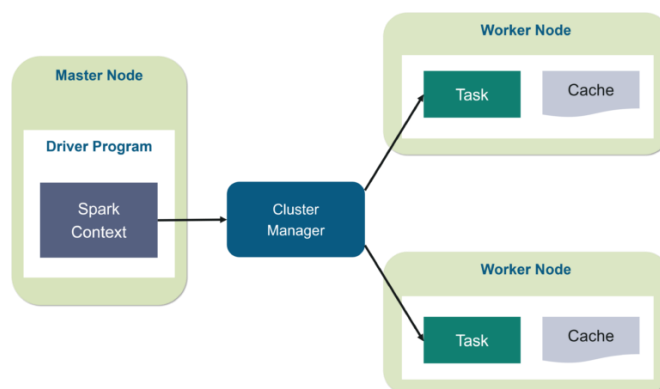 Master Node
Driver Program
Spark
Context
Cluster
Manager
Worker Node
Task
Cache
Worker Node
Task
Cache